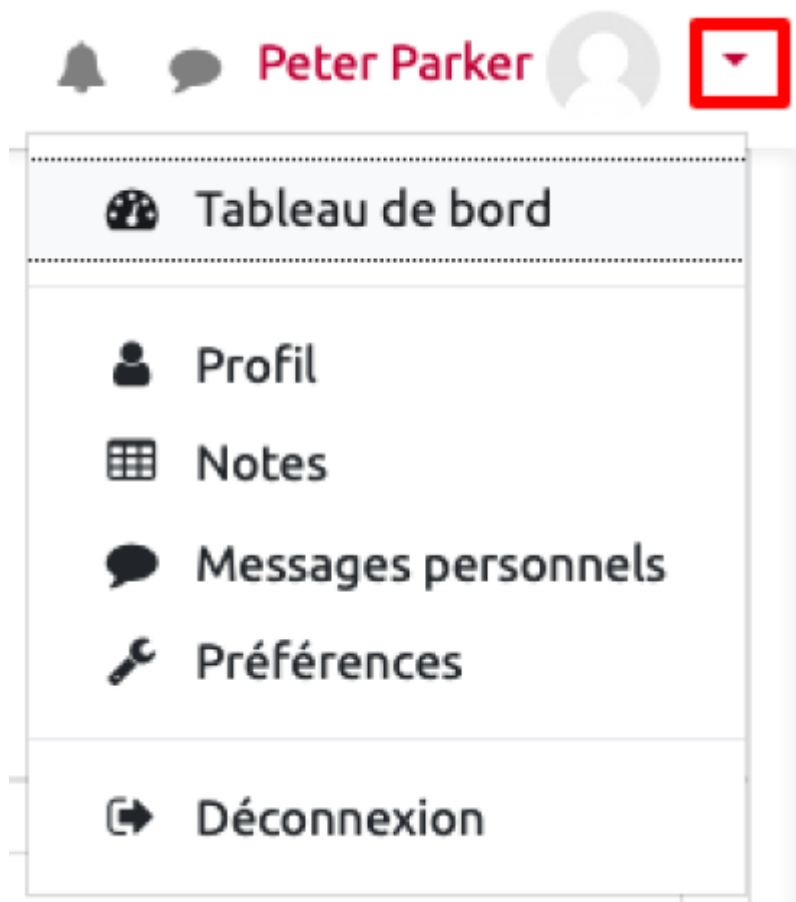 Peter Parker
Tableau de bord
Profil
Notes
Messages personnels
Préférences
Déconnexion